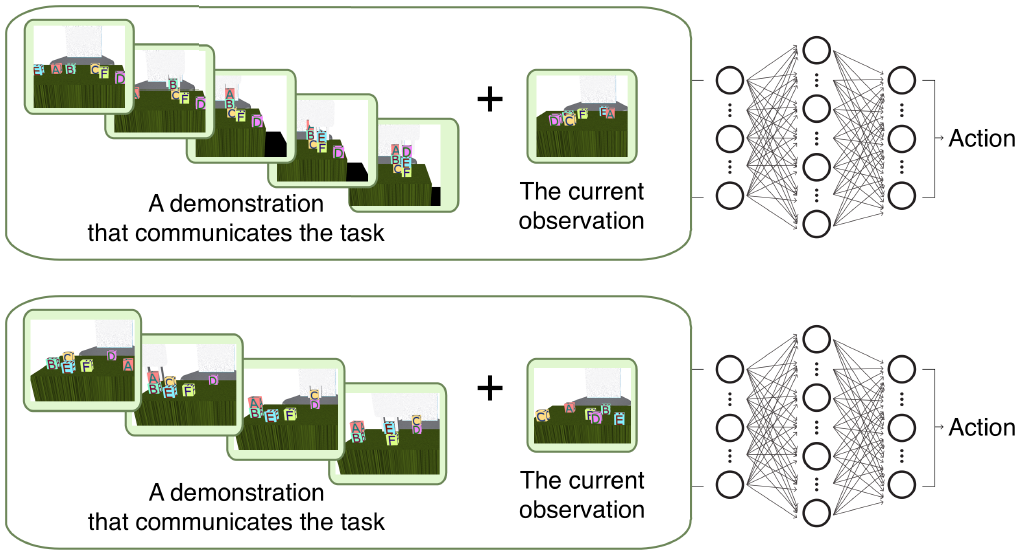 A demonstration
that communicates the task
+
The current
observation
Action
A demonstration
that communicates the task
+
The current
observation
Action